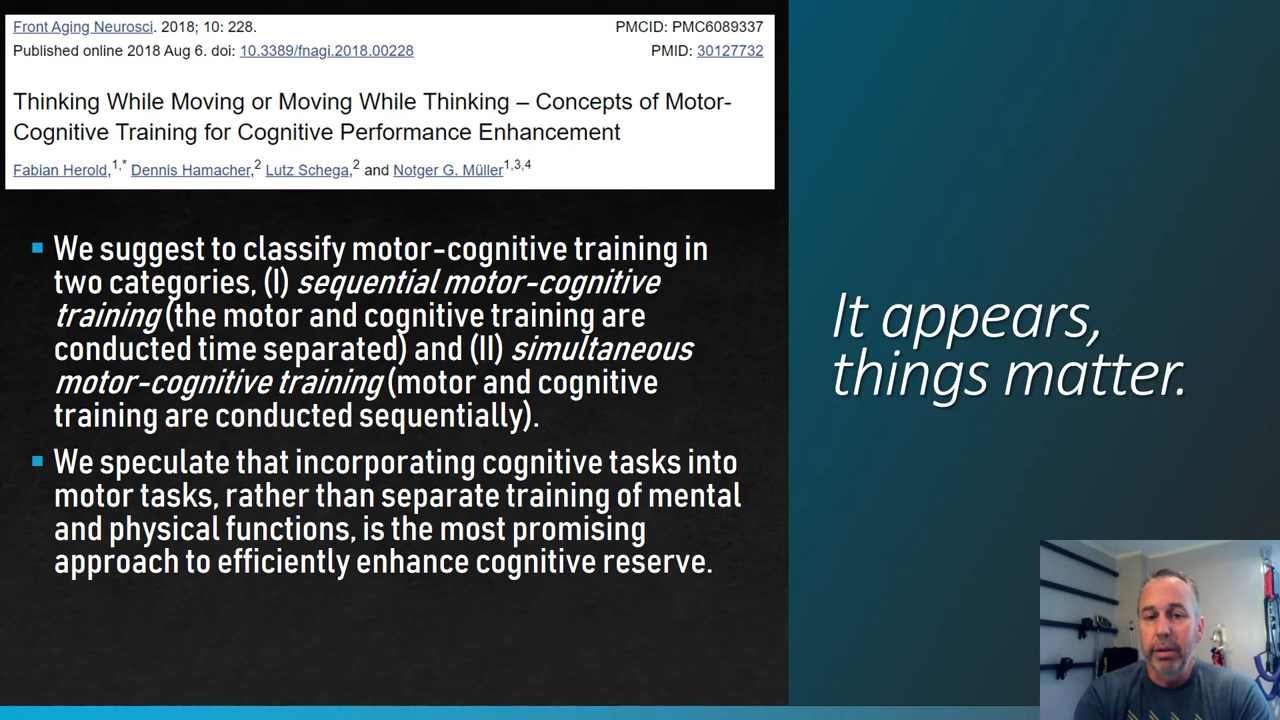 Front Aging Neurosci. 2018; 10: 228.
PMCID: PMC6089337
Published online 2018 Aug 6. doi: 10.3389/fnagi.2018.00228
PMID: 30127732
Thinking While Moving or Moving While Thinking – Concepts of Motor-
Cognitive Training for Cognitive Performance Enhancement
Fabian Herold,1,* Dennis Hamacher,2 Lutz Schega,2 and Notger G. Müller1,3,4
We suggest to classify motor-cognitive training in
two categories, (I) sequential motor-cognitive
training (the motor and cognitive training are
conducted time separated) and (II) simultaneous
motor-cognitive training (motor and cognitive
training are conducted sequentially).
We speculate that incorporating cognitive tasks into
motor tasks, rather than separate training of mental
and physical functions, is the most promising
approach to efficiently enhance cognitive reserve.
It appears,
things matter.